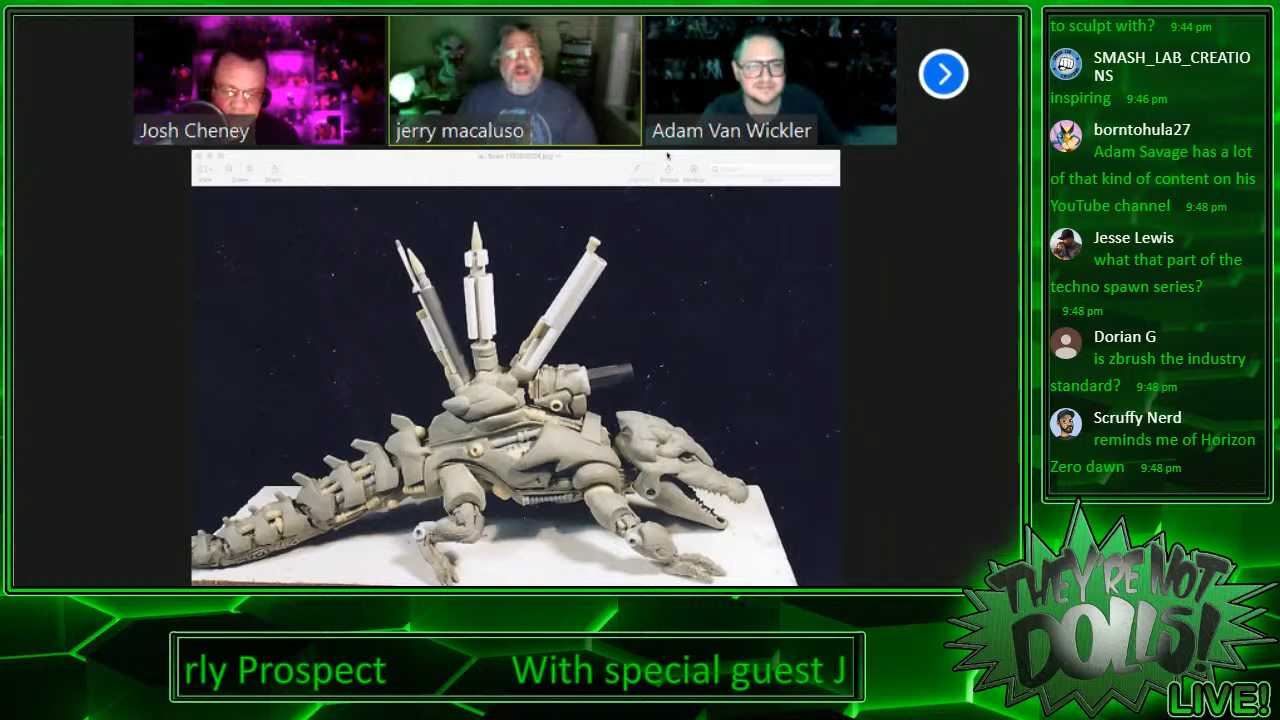 Josh Cheney
jerry macaluso
Adam Van Wickler
to sculpt with? 9:44 pm
SMASH_LAB_CREATIO
NS
inspiring 9:46 pm
borntohula27
Adam Savage has a lot
of that kind of content on his
YouTube channel 9:48 pm
Jesse Lewis
what that part of the
techno spawn series?
9:48 pm
Dorian G
is zbrush the industry
standard? 9:48 pm
Scruffy Nerd
reminds me of Horizon
Zero dawn 9:48 pm
THEY'RE NOT
DOLLS!
LIVE!
rly Prospect With special guest J